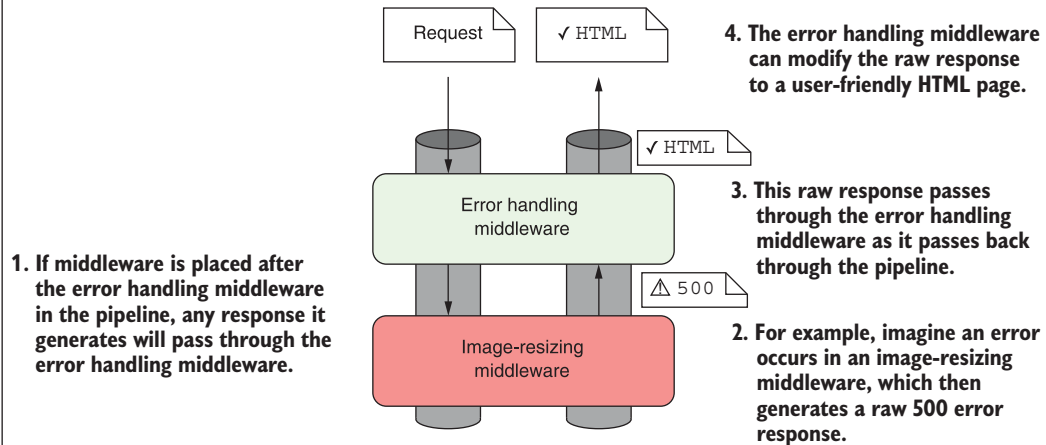 Request
✓ HTML
4. The error handling middleware
can modify the raw response
to a user-friendly HTML page.
✓ HTML
Error handling
middleware
3. This raw response passes
through the error handling
middleware as it passes back
through the pipeline.
1. If middleware is placed after
the error handling middleware
in the pipeline, any response it
generates will pass through the
error handling middleware.
⚠ 500
Image-resizing
middleware
2. For example, imagine an error
occurs in an image-resizing
middleware, which then
generates a raw 500 error
response.